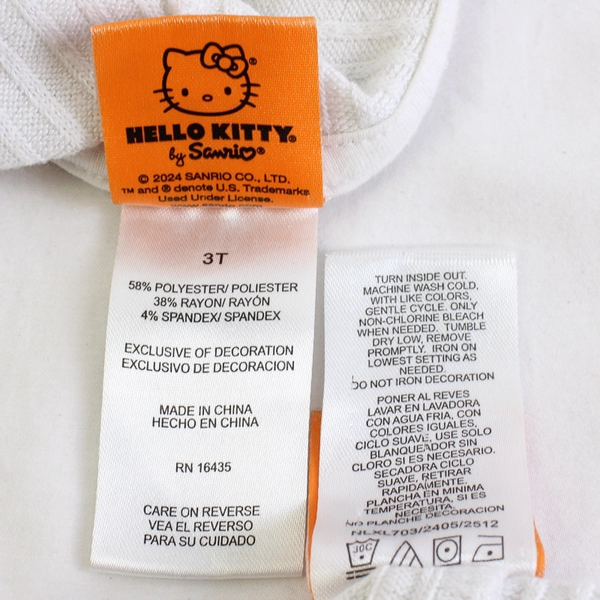 HELLO KITTY®
by Sanrio®
© 2024 SANRIO CO., LTD.
™ and ® denote U.S. Trademarks
Used Under License.
3T
58% POLYESTER/ POLIESTER
38% RAYON/ RAYÓN
4% SPANDEX/ SPANDEX
EXCLUSIVE OF DECORATION
EXCLUSIVO DE DECORACION
MADE IN CHINA
HECHO EN CHINA
RN 16435
CARE ON REVERSE
VEA EL REVERSO
PARA SU CUIDADO
TURN INSIDE OUT.
MACHINE WASH COLD,
WITH LIKE COLORS,
GENTLE CYCLE. ONLY
NON-CHLORINE BLEACH
WHEN NEEDED. TUMBLE
DRY LOW, REMOVE
PROMPTLY. IRON ON
LOWEST SETTING AS
NEEDED.
DO NOT IRON DECORATION
PONER AL REVES
LAVAR EN LAVADORA
CON AGUA FRIA, CON
COLORES IGUALES,
CICLO SUAVE, USE SOLO
BLANQUEADOR SIN
CLORO SI ES NECESARIO.
SECADORA CICLO
SUAVE, RETIRAR
RAPIDAMENTE.
PLANCHA EN MINIMA
TEMPERATURA, SI ES
NECESITA.
NO PLANCHE DECORACION
NLXL703/2405/2512
30C